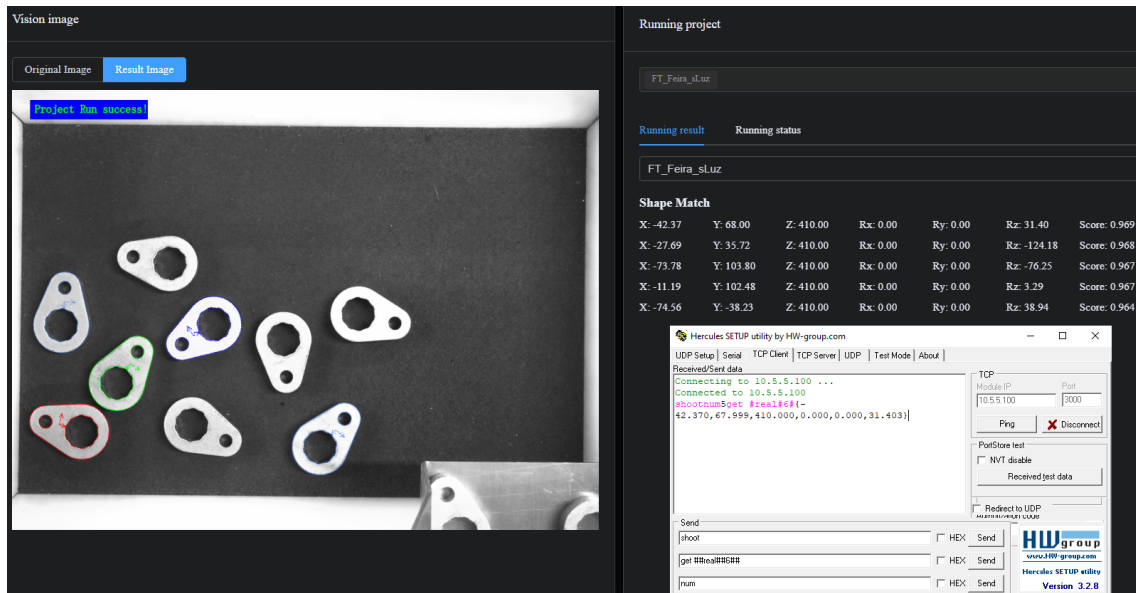 Vision image
Original Image
Result Image
Project Run success!
Running project
FT_Feira_sLuz
Running result
Running status
FT_Feira_sLuz
Shape Match
X: -42.37 Y: 68.00 Z: 410.00 Rx: 0.00 Ry: 0.00 Rz: 31.40 Score: 0.969
X: -27.69 Y: 35.72 Z: 410.00 Rx: 0.00 Ry: 0.00 Rz: -124.18 Score: 0.968
X: -73.78 Y: 103.80 Z: 410.00 Rx: 0.00 Ry: 0.00 Rz: -76.25 Score: 0.967
X: -11.19 Y: 102.48 Z: 410.00 Rx: 0.00 Ry: 0.00 Rz: 3.29 Score: 0.967
X: -74.56 Y: -38.23 Z: 410.00 Rx: 0.00 Ry: 0.00 Rz: 38.94 Score: 0.964
Hercules SETUP utility by HW-group.com
UDP Setup Serial TCP Client TCP Server UDP Test Mode About
Received/Sent data
Connecting to 10.5.5.100 ...
Connected to 10.5.5.100
shootnum5get #real#6#{-
42.370,67.999,410.000,0.000,0.000,31.403}
TCP
Module IP Port
10.5.5.100 3000
Ping Disconnect
PortStore test
NVT disable
Received test data
Redirect to UDP
Send
shoot HEX Send
get ##real##6## HEX Send
num HEX Send
HW group
www.HW-group.com
Hercules SETUP utility
Version 3.2.8